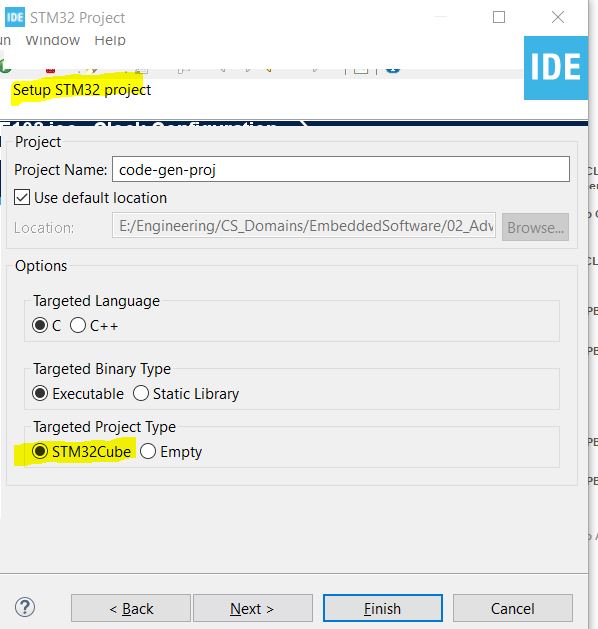 IDE STM32 Project
Window Help
IDE
Setup STM32 project
Clock Configuration
Project
Project Name: code-gen-proj
Use default location
Location: E:/Engineering/CS_Domains/EmbeddedSoftware/02_Adv Browse...
Options
Targeted Language
C C++
Targeted Binary Type
Executable Static Library
Targeted Project Type
STM32Cube Empty
? < Back Next > Finish Cancel